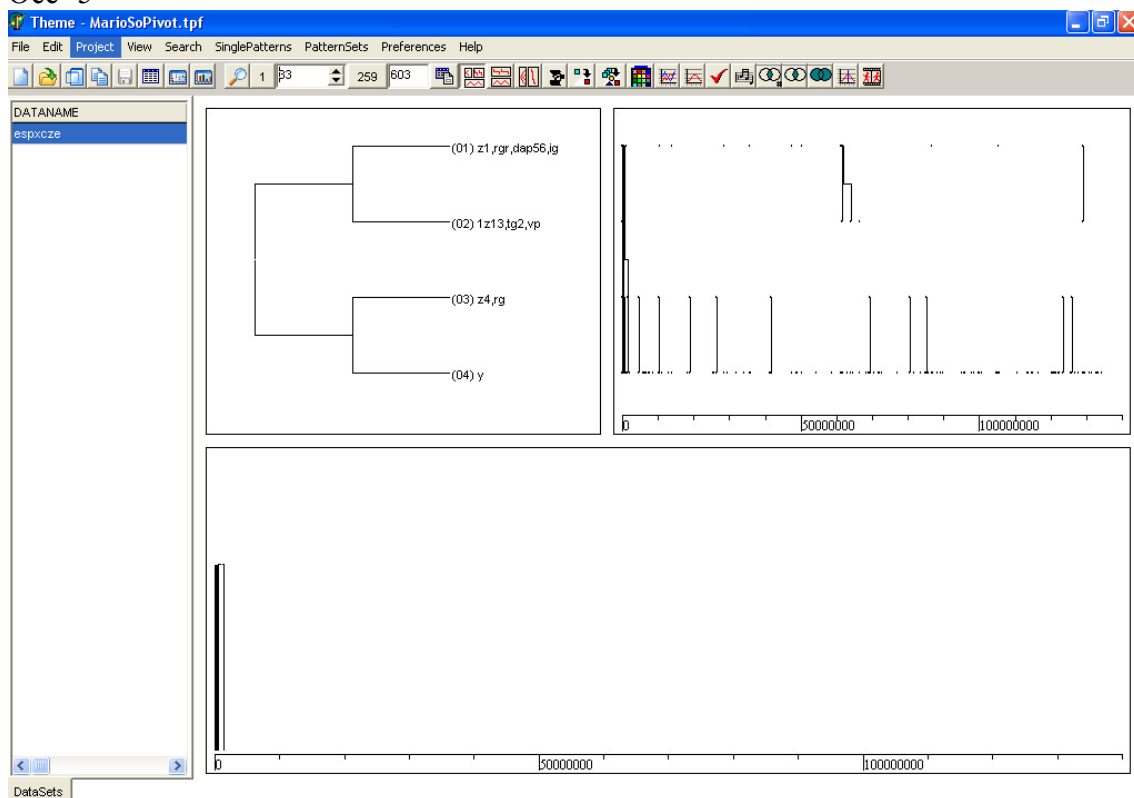 Theme - MarioSoPivot.tpf
File Edit Project View Search SinglePatterns PatternSets Preferences Help
1 33 259 603
DATANAME
espxcze
(01) z1,rgr,dap56,ig
(02) 1z13,tg2,vp
(03) z4,rg
(04) y
0 50000000 100000000
0 50000000 100000000
DataSets